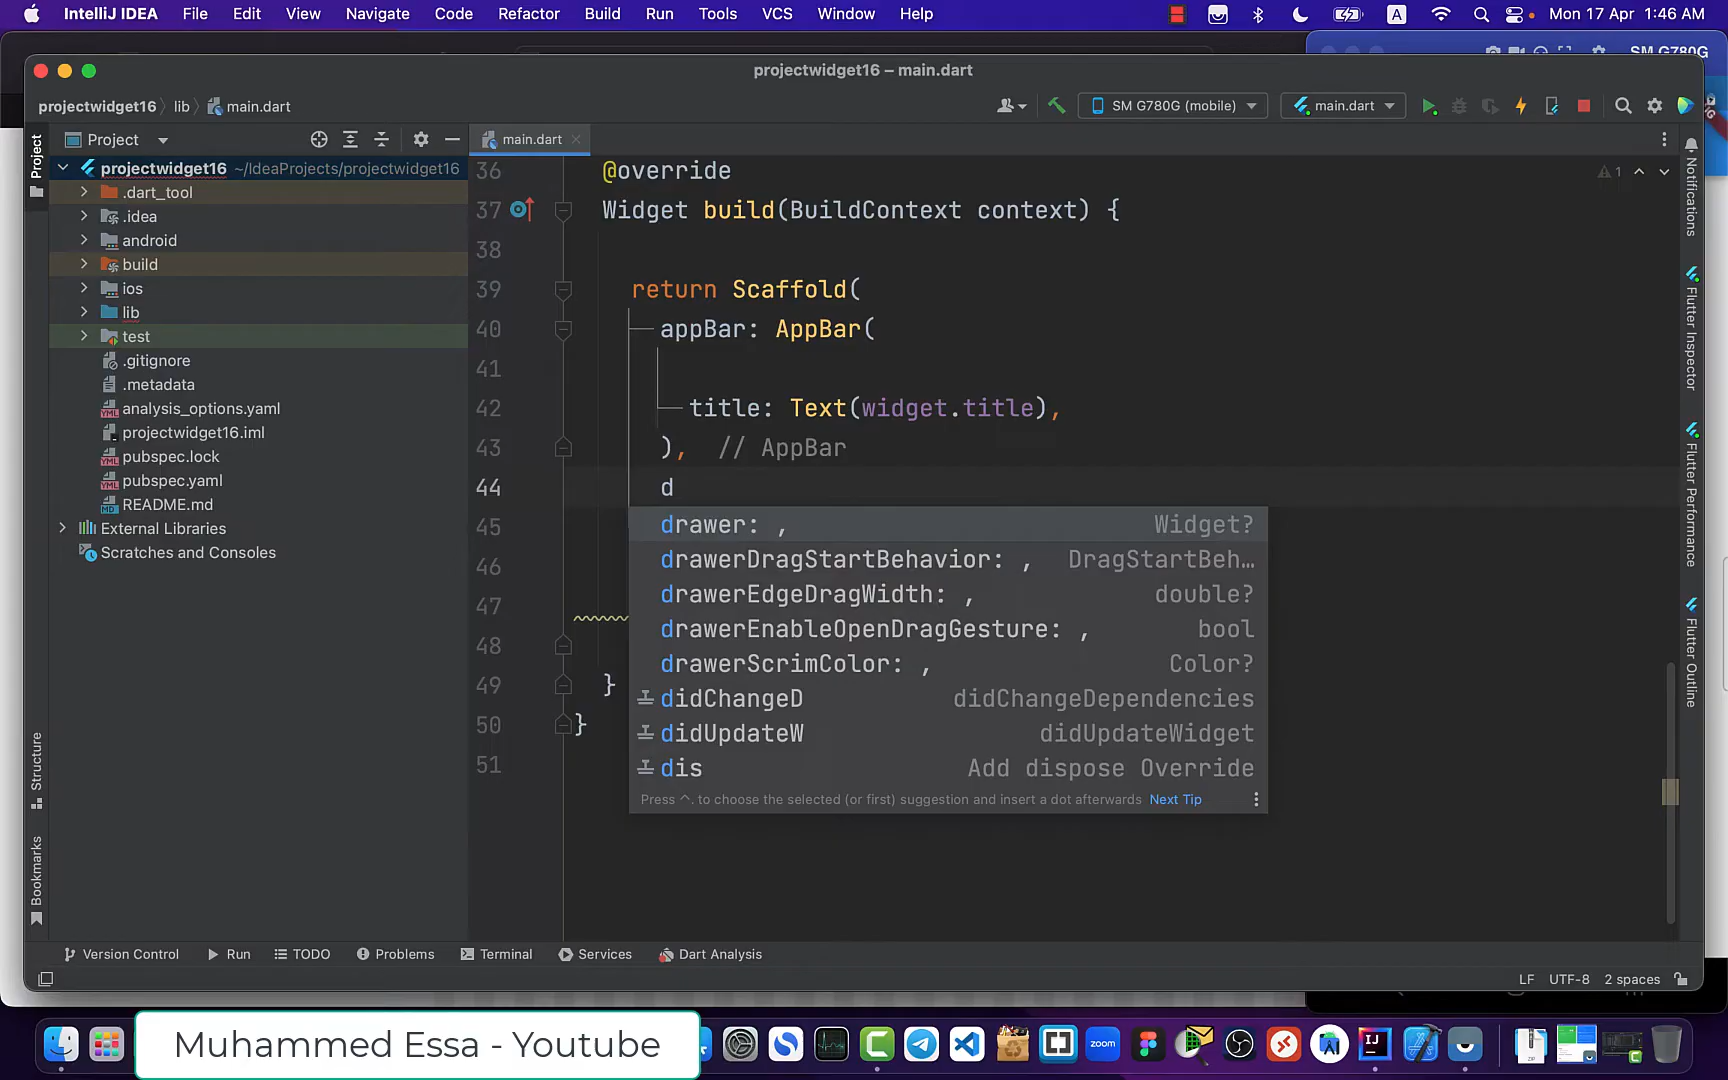 IntelliJ IDEA File Edit View Navigate Code Refactor Build Run Tools VCS Window Help A Mon 17 Apr 1:46 AM
SM G780G
projectwidget16 – main.dart
projectwidget16 lib main.dart SM G780G (mobile) main.dart
Project main.dart
Project
projectwidget16 ~/IdeaProjects/projectwidget16
.dart_tool
.idea
android
build
ios
lib
test
.gitignore
.metadata
analysis_options.yaml
projectwidget16.iml
pubspec.lock
pubspec.yaml
README.md
External Libraries
Scratches and Consoles
Structure
Bookmarks
36 @override
37 Widget build(BuildContext context) {
38
39 return Scaffold(
40 appBar: AppBar(
41
42 title: Text(widget.title),
43 ), // AppBar
44 d
45
46
47
48
49 }
50 }
51
1
drawer: , Widget?
drawerDragStartBehavior: , DragStartBeh…
drawerEdgeDragWidth: , double?
drawerEnableOpenDragGesture: , bool
drawerScrimColor: , Color?
didChangeD didChangeDependencies
didUpdateW didUpdateWidget
dis Add dispose Override
Press ^. to choose the selected (or first) suggestion and insert a dot afterwards Next Tip
Notifications
Flutter Inspector
Flutter Performance
Flutter Outline
Version Control Run TODO Problems Terminal Services Dart Analysis
LF UTF-8 2 spaces
Muhammed Essa - Youtube
zoom
IJ